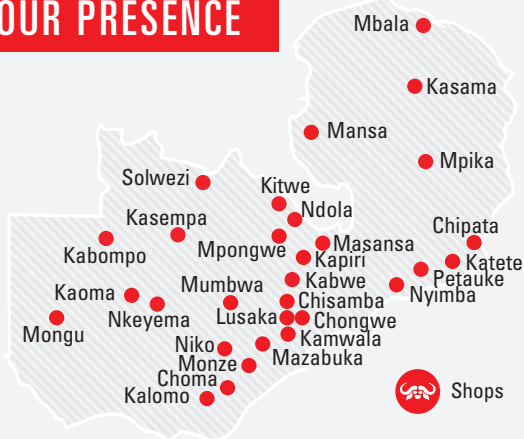 OUR PRESENCE
Mbala
Kasama
Mansa
Mpika
Solwezi
Kitwe
Ndola
Kasempa
Chipata
Mpongwe
Masansa
Kabompo
Kapiri
Katete
Petauke
Mumbwa
Kabwe
Nyimba
Kaoma
Chisamba
Nkeyema
Lusaka
Chongwe
Mongu
Kamwala
Niko
Mazabuka
Monze
Choma
Kalomo
Shops